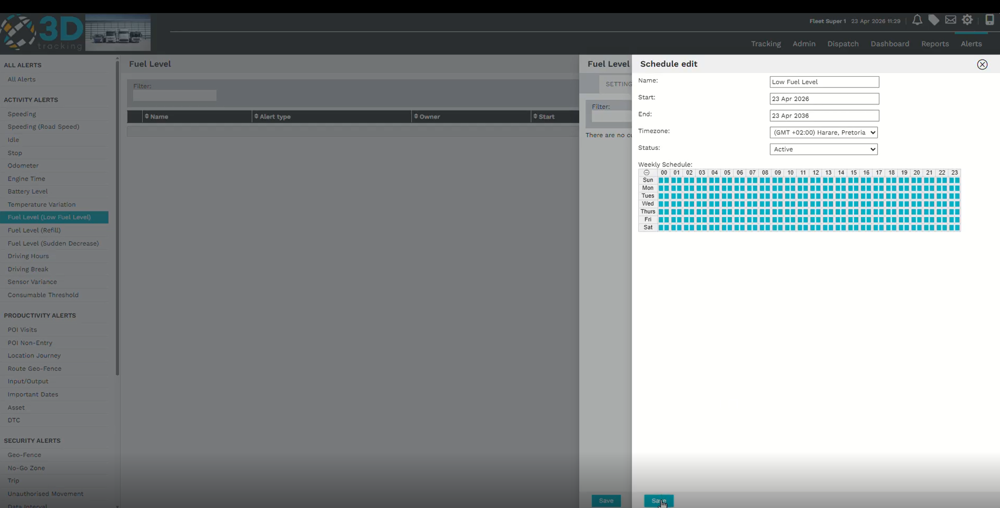 3D
tracking
Fleet Super 1 23 Apr 2026 11:29
Tracking Admin Dispatch Dashboard Reports Alerts
ALL ALERTS
All Alerts
ACTIVITY ALERTS
Speeding
Speeding (Road Speed)
Idle
Stop
Odometer
Engine Time
Battery Level
Temperature Variation
Fuel Level (Low Fuel Level)
Fuel Level (Refill)
Fuel Level (Sudden Decrease)
Driving Hours
Driving Break
Sensor Variance
Consumable Threshold
PRODUCTIVITY ALERTS
POI Visits
POI Non-Entry
Location Journey
Route Geo-Fence
Input/Output
Important Dates
Asset
DTC
SECURITY ALERTS
Geo-Fence
No-Go Zone
Trip
Unauthorised Movement
Data Interval
Fuel Level
Filter:
Name Alert type Owner Start
Fuel Level
SETTING
Filter:
There are no cu
Save
Schedule edit
Name: Low Fuel Level
Start: 23 Apr 2026
End: 23 Apr 2036
Timezone: (GMT +02:00) Harare, Pretoria
Status: Active
Weekly Schedule:
00 01 02 03 04 05 06 07 08 09 10 11 12 13 14 15 16 17 18 19 20 21 22 23
Sun
Mon
Tues
Wed
Thurs
Fri
Sat
Save